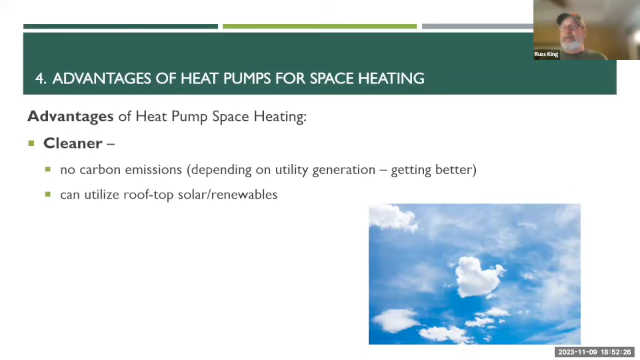 Russ King
4. ADVANTAGES OF HEAT PUMPS FOR SPACE HEATING
Advantages of Heat Pump Space Heating:
Cleaner –
no carbon emissions (depending on utility generation – getting better)
can utilize roof-top solar/renewables
2023-11-09 18:52:26